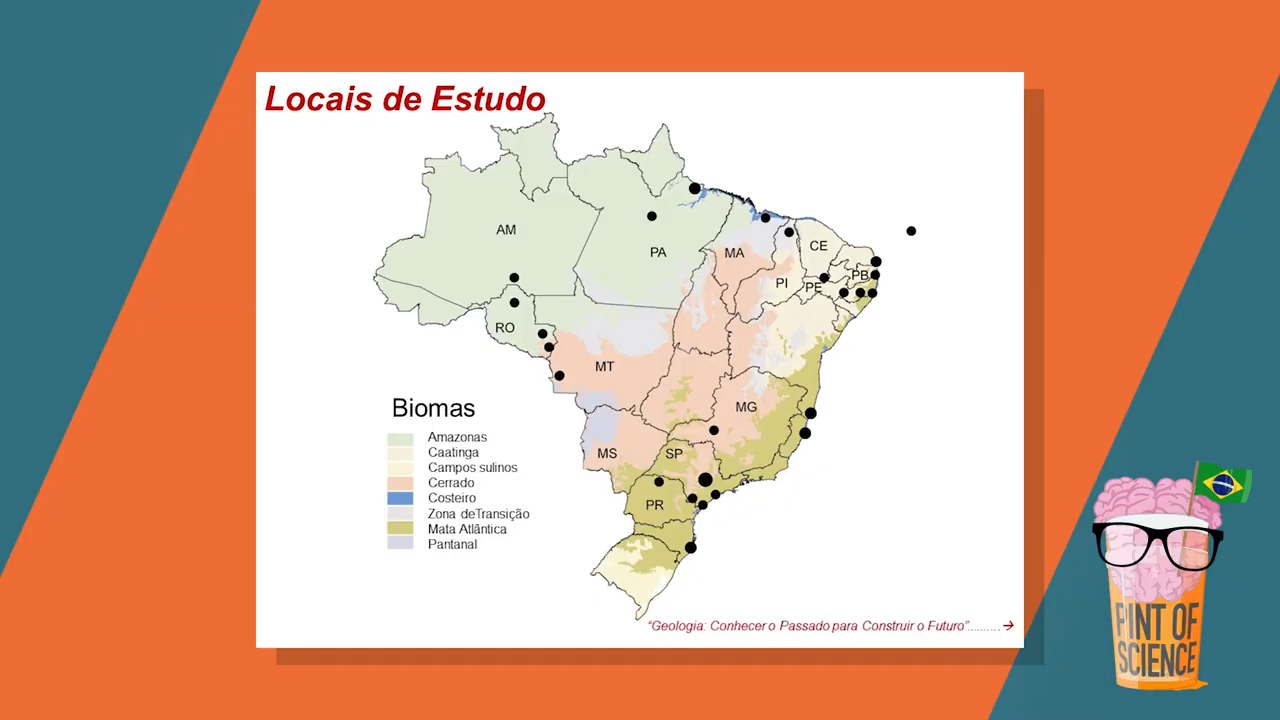 Locais de Estudo
AM
PA
MA
CE
PB
PI
PE
RO
MT
MG
MS
SP
PR
Biomas
Amazonas
Caatinga
Campos sulinos
Cerrado
Costeiro
Zona deTransição
Mata Atlântica
Pantanal
“Geologia: Conhecer o Passado para Construir o Futuro”.......... →
PINT OF
SCIENCE